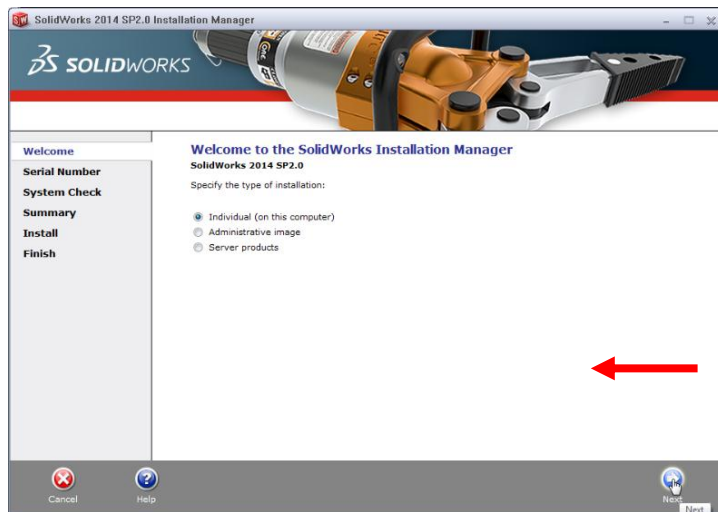 SolidWorks 2014 SP2.0 Installation Manager
SOLIDWORKS
Welcome
Serial Number
System Check
Summary
Install
Finish
Welcome to the SolidWorks Installation Manager
SolidWorks 2014 SP2.0
Specify the type of installation:
Individual (on this computer)
Administrative image
Server products
Cancel
Help
Next
Next